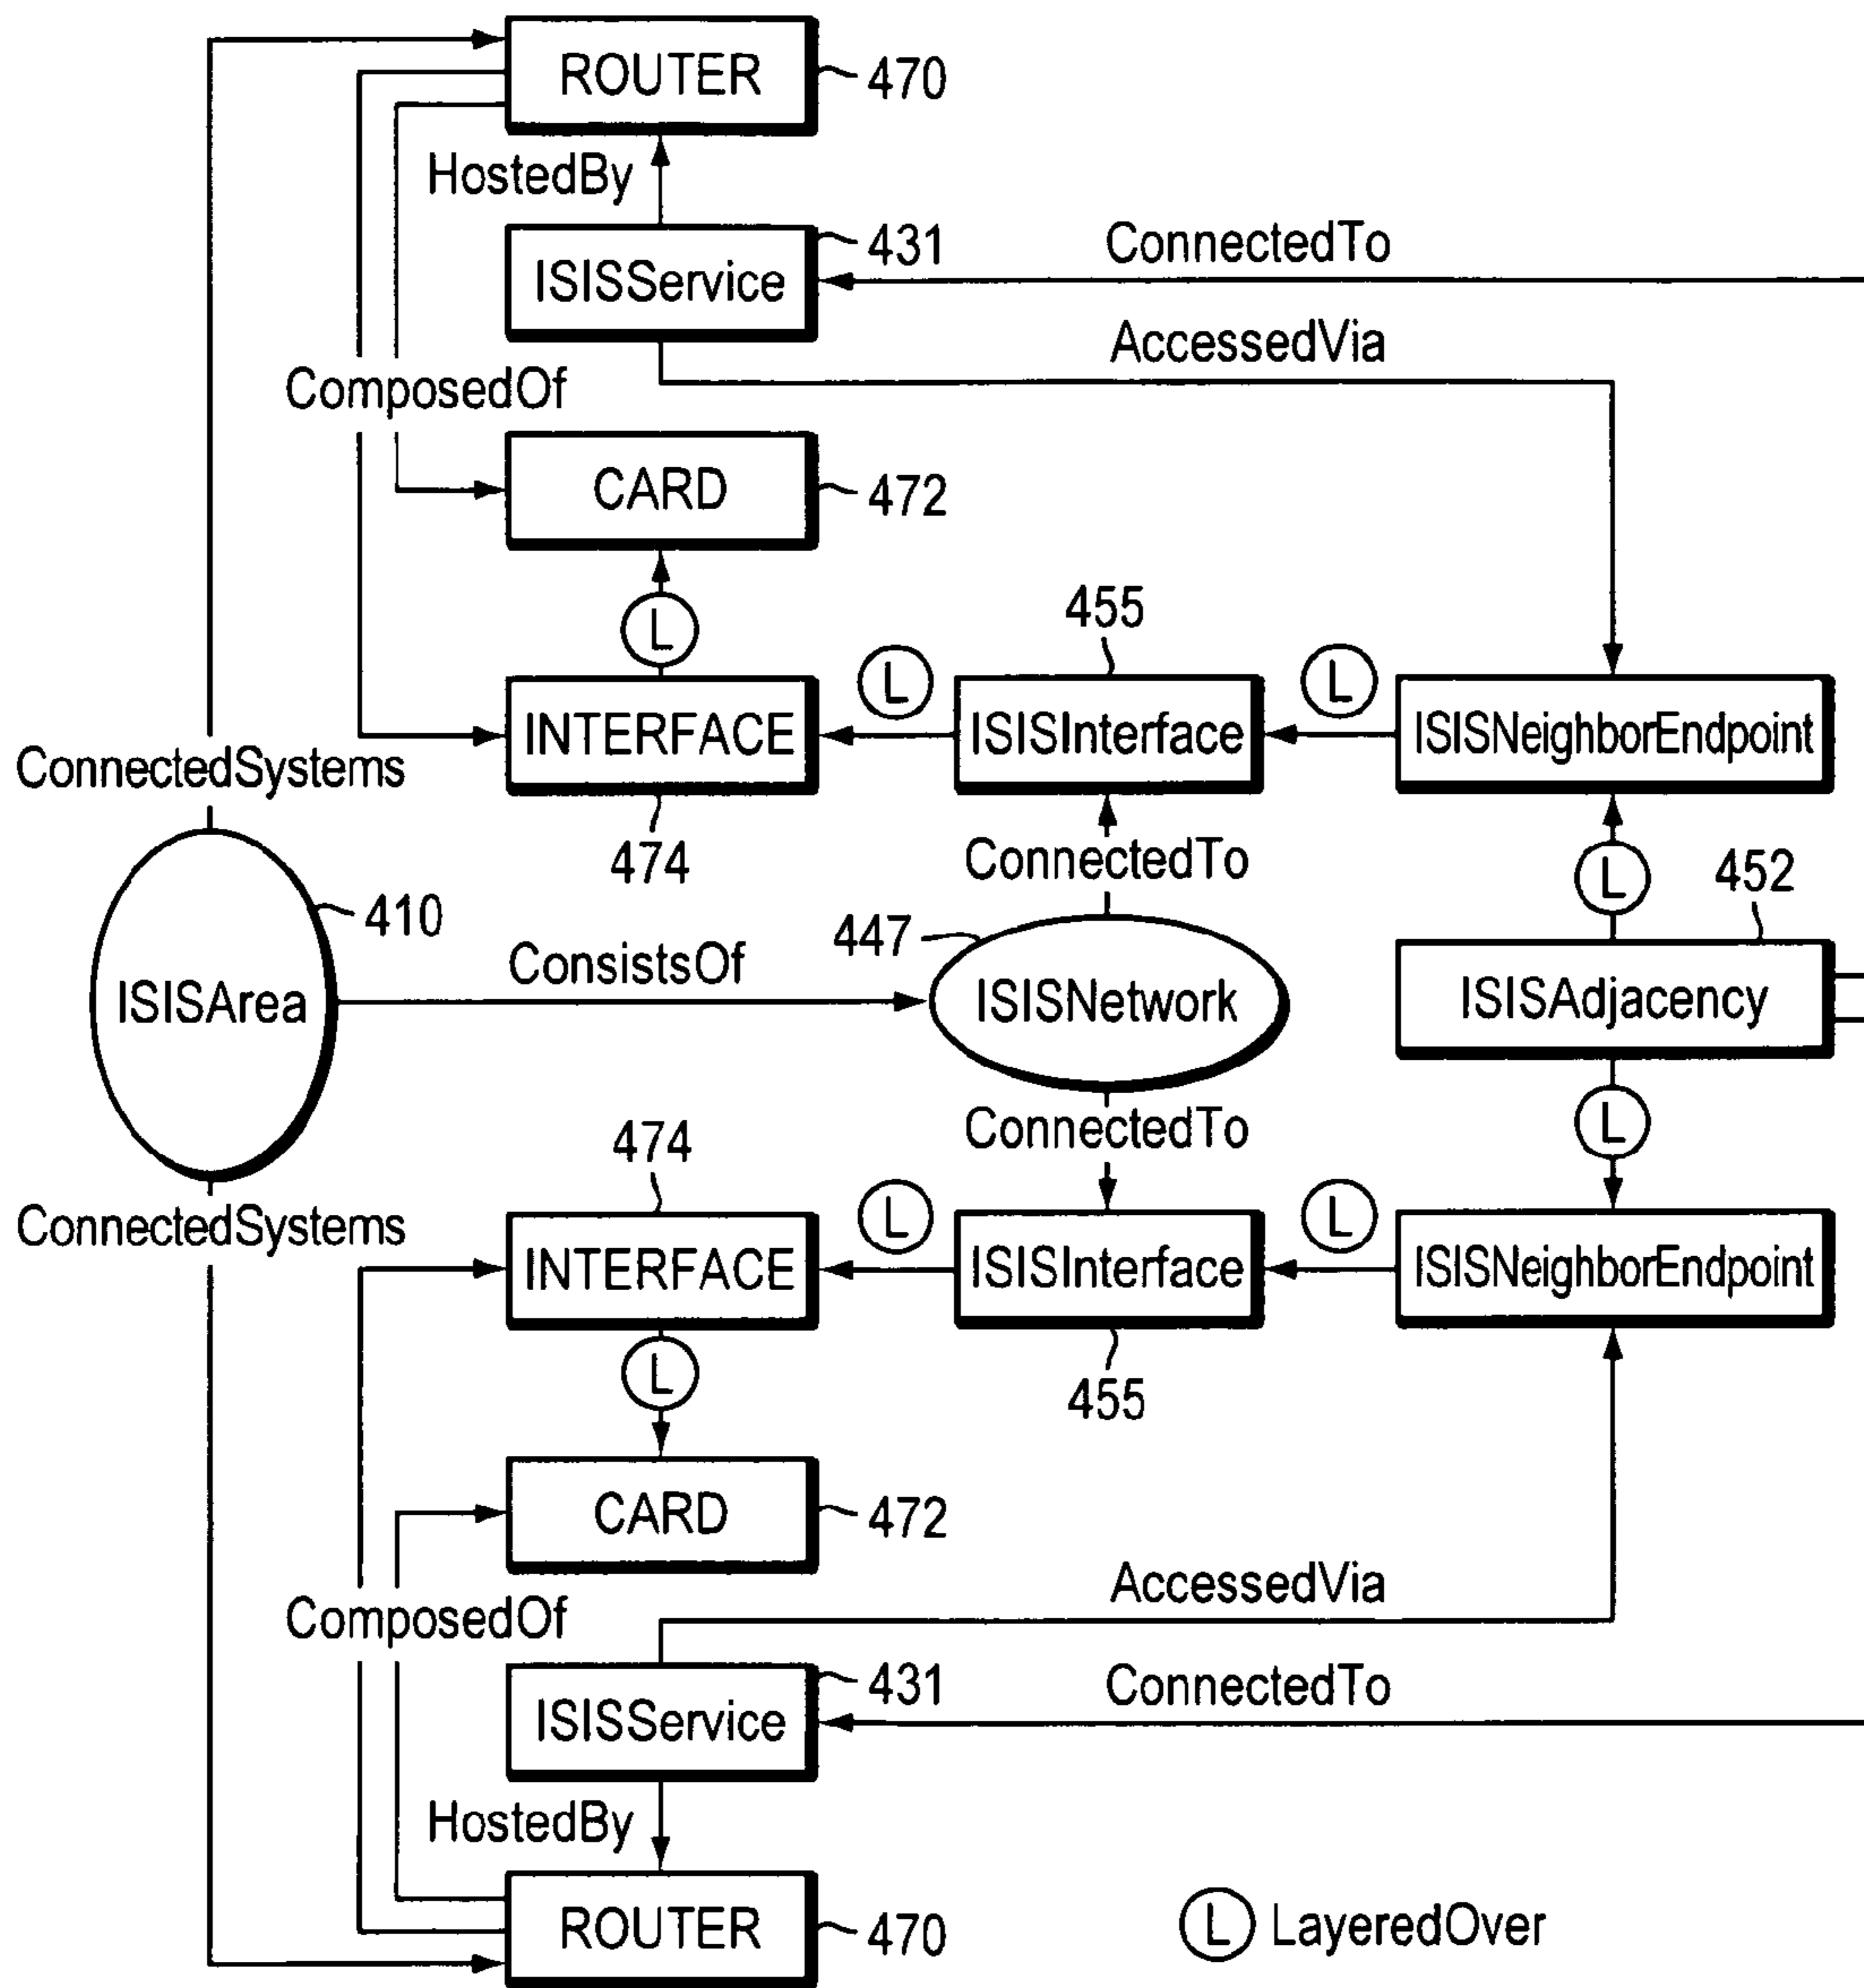 ROUTER
470
HostedBy
431
ISISService
ConnectedTo
AccessedVia
ComposedOf
CARD
472
L
455
L
L
INTERFACE
ISISInterface
ISISNeighborEndpoint
ConnectedSystems
474
ConnectedTo
L
452
410
447
ConsistsOf
ISISArea
ISISNetwork
ISISAdjacency
ConnectedTo
L
474
ConnectedSystems
L
L
INTERFACE
ISISInterface
ISISNeighborEndpoint
L
455
CARD
472
AccessedVia
ComposedOf
431
ConnectedTo
ISISService
HostedBy
ROUTER
470
L LayeredOver